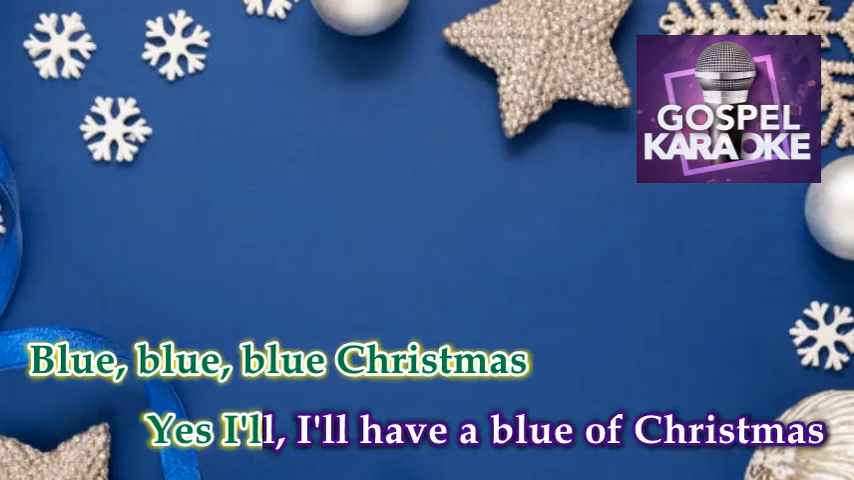 GOSPEL
KARAOKE
Blue, blue, blue Christmas
Yes I'll, I'll have a blue of Christmas